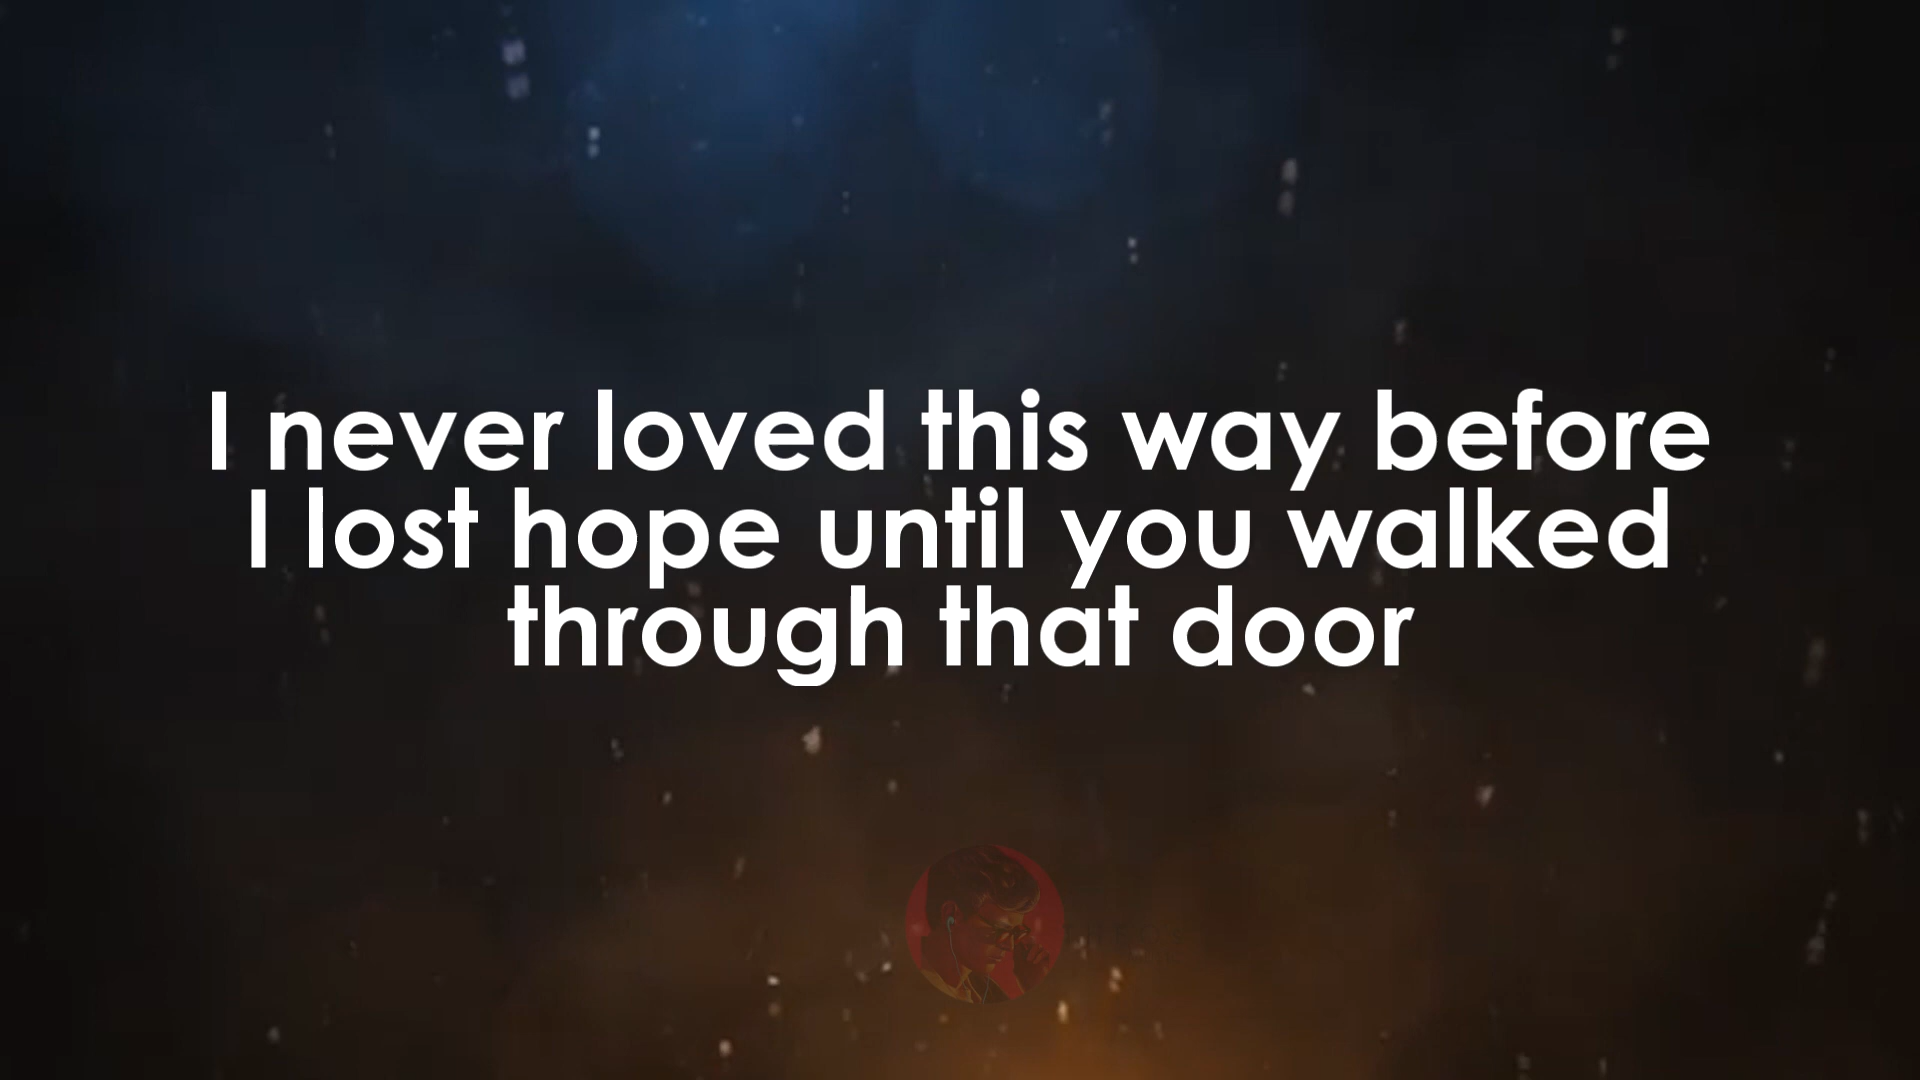 I never loved this way before
I lost hope until you walked
through that door